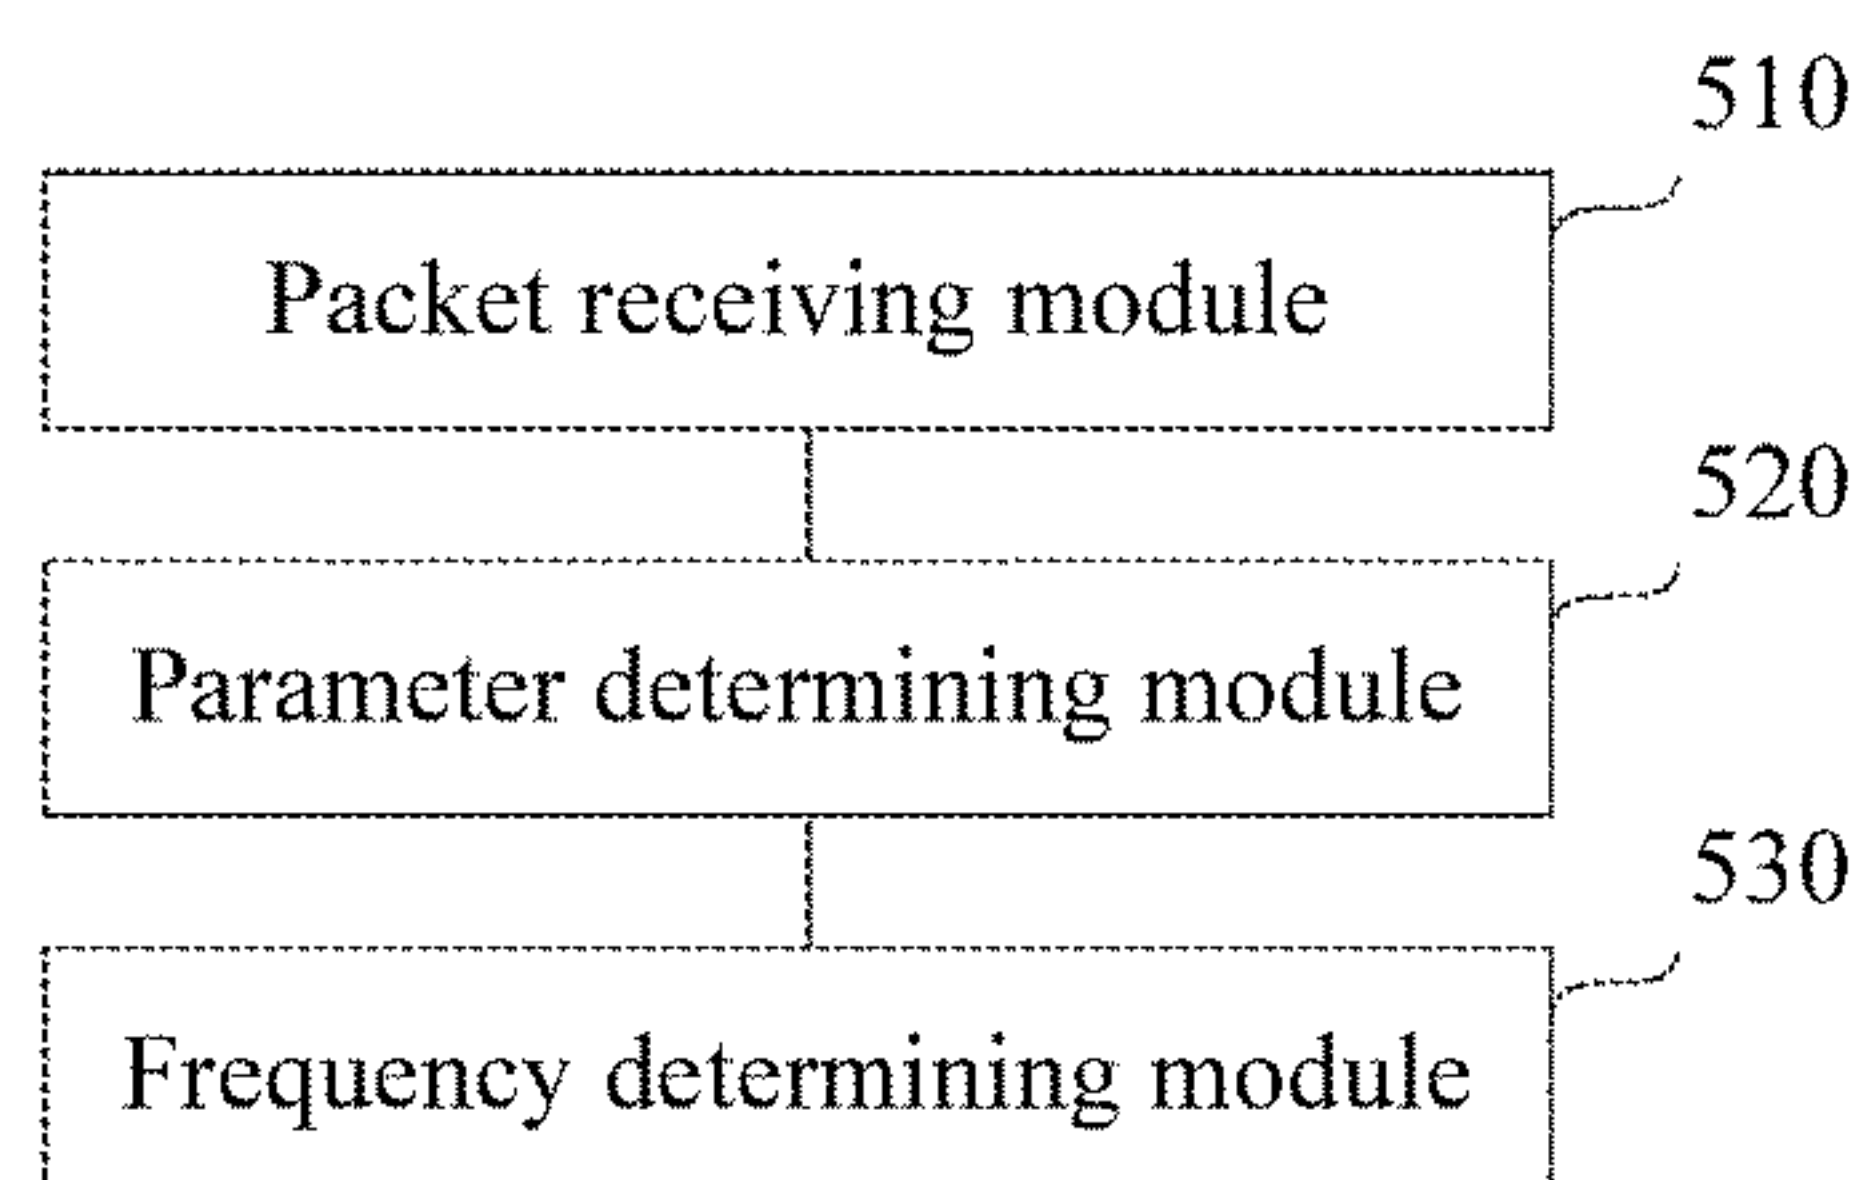 510
Packet receiving module
520
Parameter determining module
530
Frequency determining module